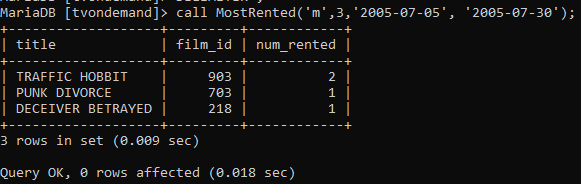 MariaDB [tvondemand]> call MostRented('m',3,'2005-07-05', '2005-07-30');
+------------------+---------+------------+
| title            | film_id | num_rented |
+------------------+---------+------------+
| TRAFFIC HOBBIT   |     903 |          2 |
| PUNK DIVORCE     |     703 |          1 |
| DECEIVER BETRAYED |     218 |          1 |
+------------------+---------+------------+
3 rows in set (0.009 sec)
Query OK, 0 rows affected (0.018 sec)